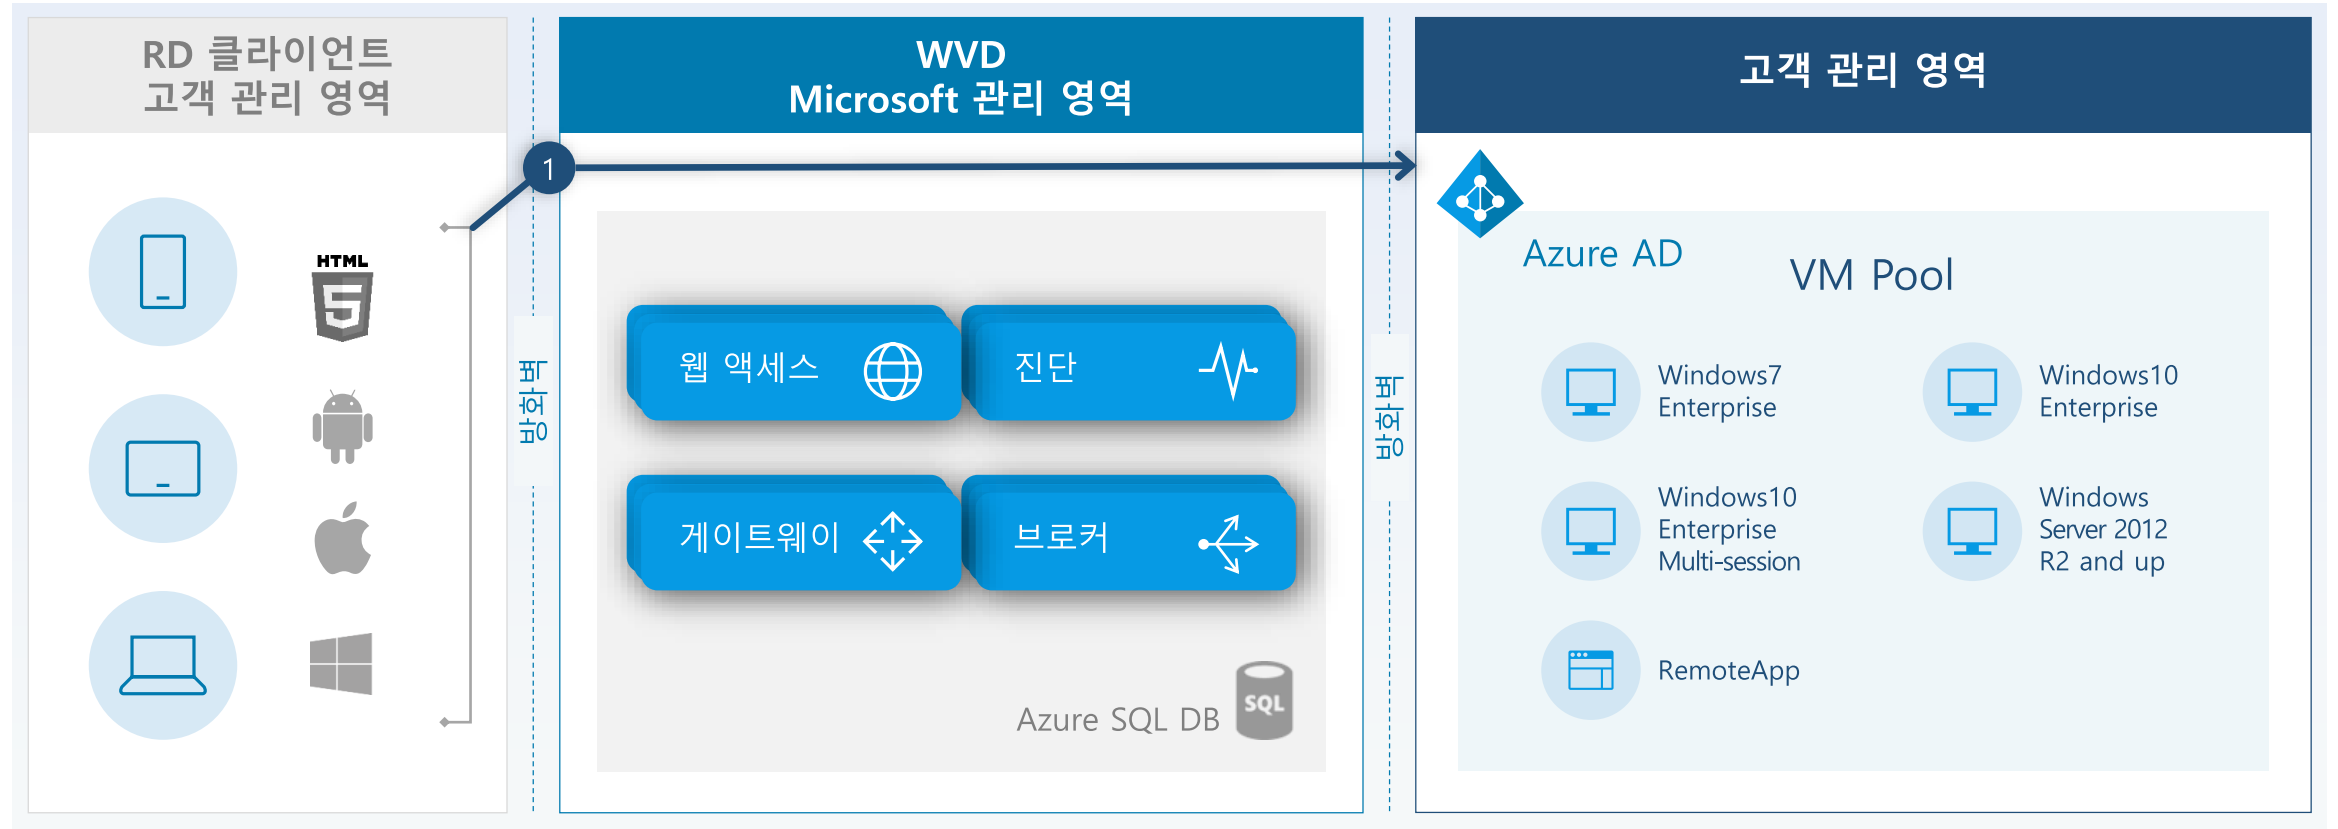 RD 클라이언트
고객 관리 영역
WVD
Microsoft 관리 영역
고객 관리 영역
1
HTML
5
방화벽
웹 액세스
진단
게이트웨이
브로커
Azure SQL DB
SQL
방화벽
Azure AD
VM Pool
Windows7
Enterprise
Windows10
Enterprise
Windows10
Enterprise
Multi-session
Windows
Server 2012
R2 and up
RemoteApp